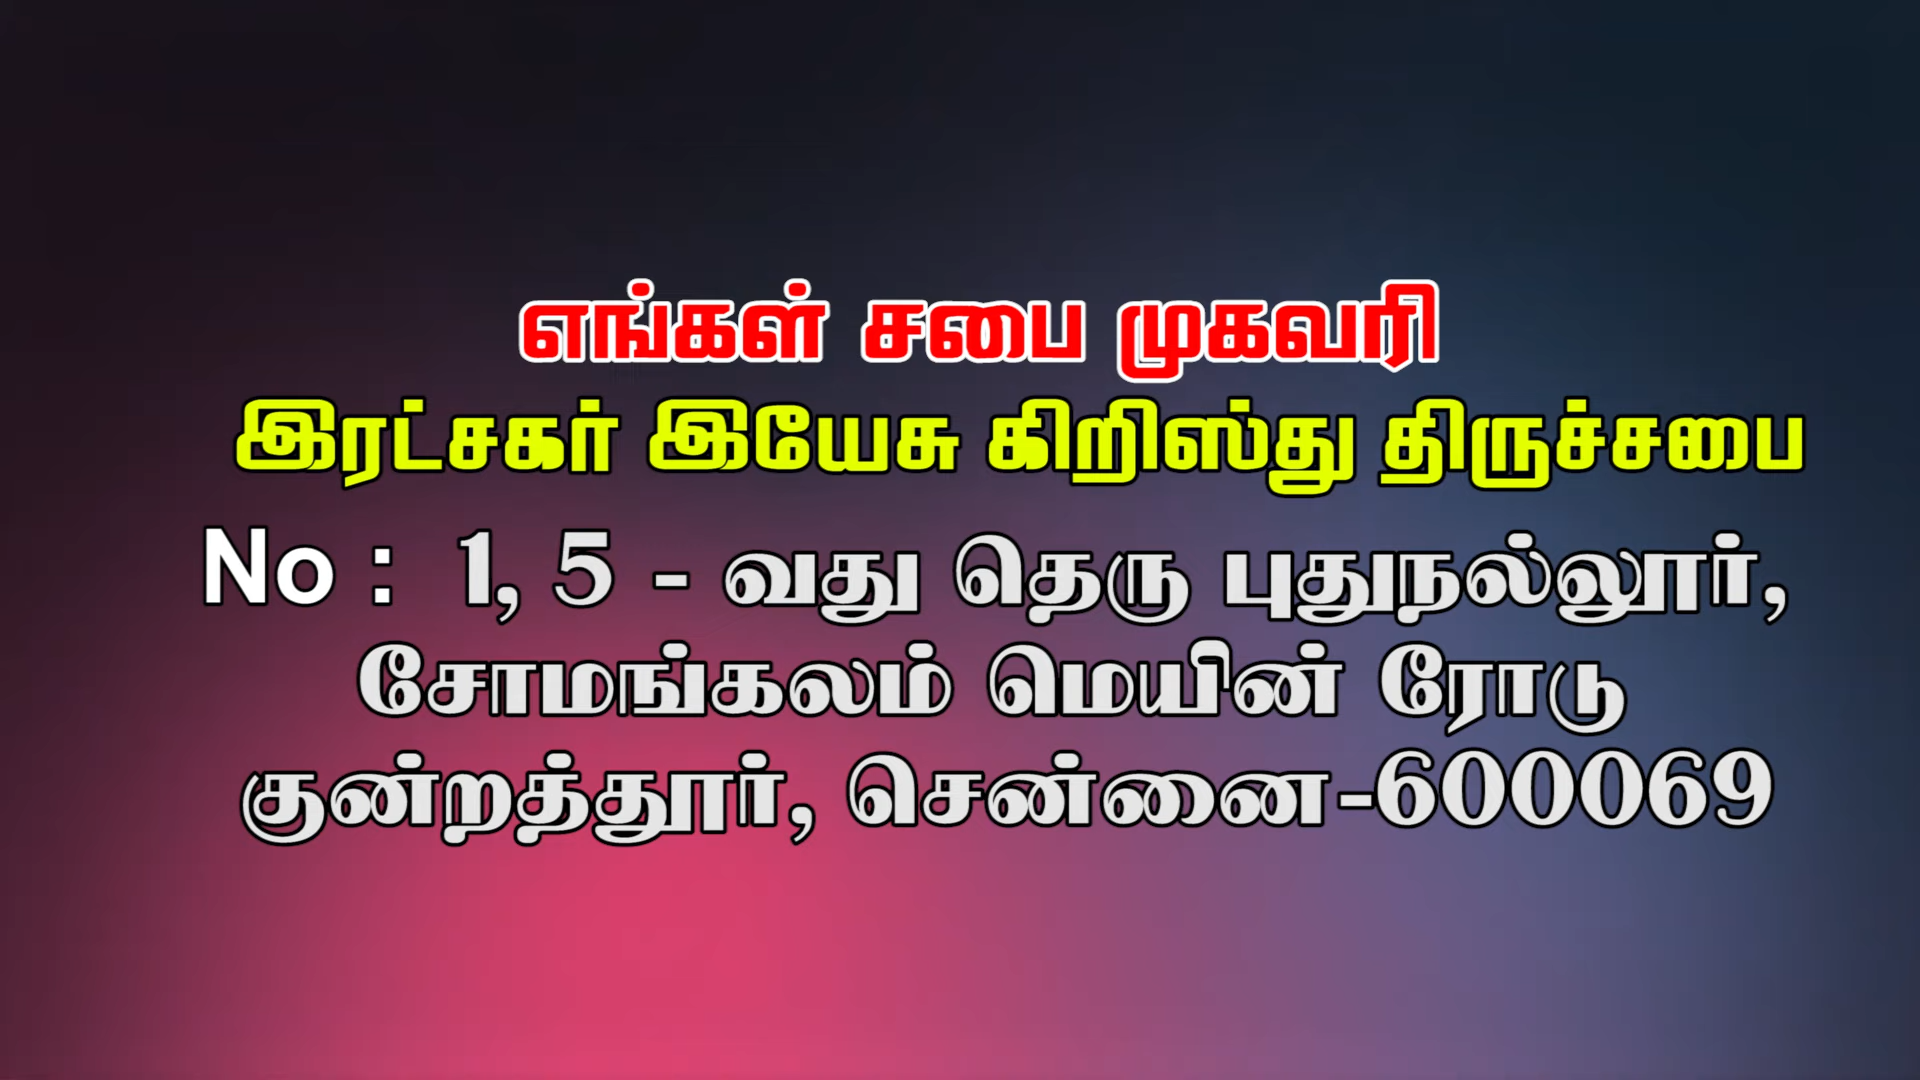 எங்கள் சபை முகவரி
இரட்சகர் இயேசு கிறிஸ்து திருச்சபை
No : 1, 5 - வது தெரு புதுநல்லூர்,
சோமங்கலம் மெயின் ரோடு
குன்றத்தூர், சென்னை-600069